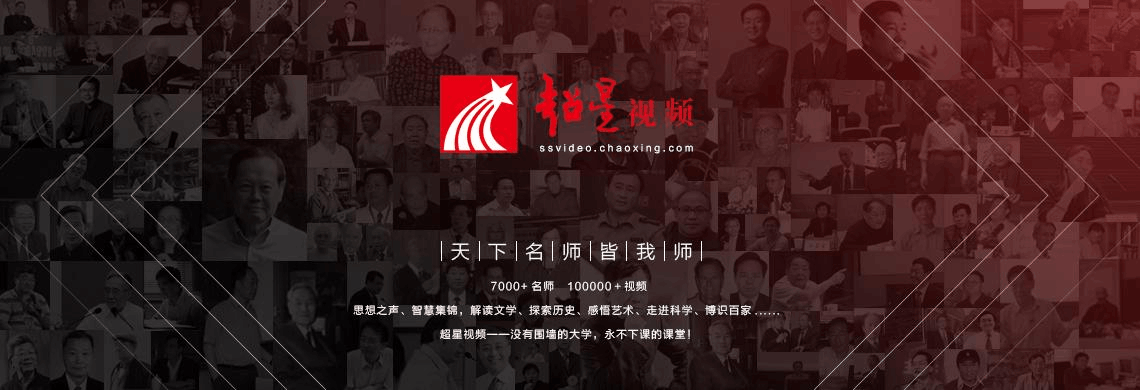 超星视频
ssvideo.chaoxing.com
天下名师皆我师
7000+ 名师 100000+视频
思想之声、智慧集锦，解读文学、探索历史、感悟艺术、走进科学、博识百家......
超星视频——没有围墙的大学，永不下课的课堂！